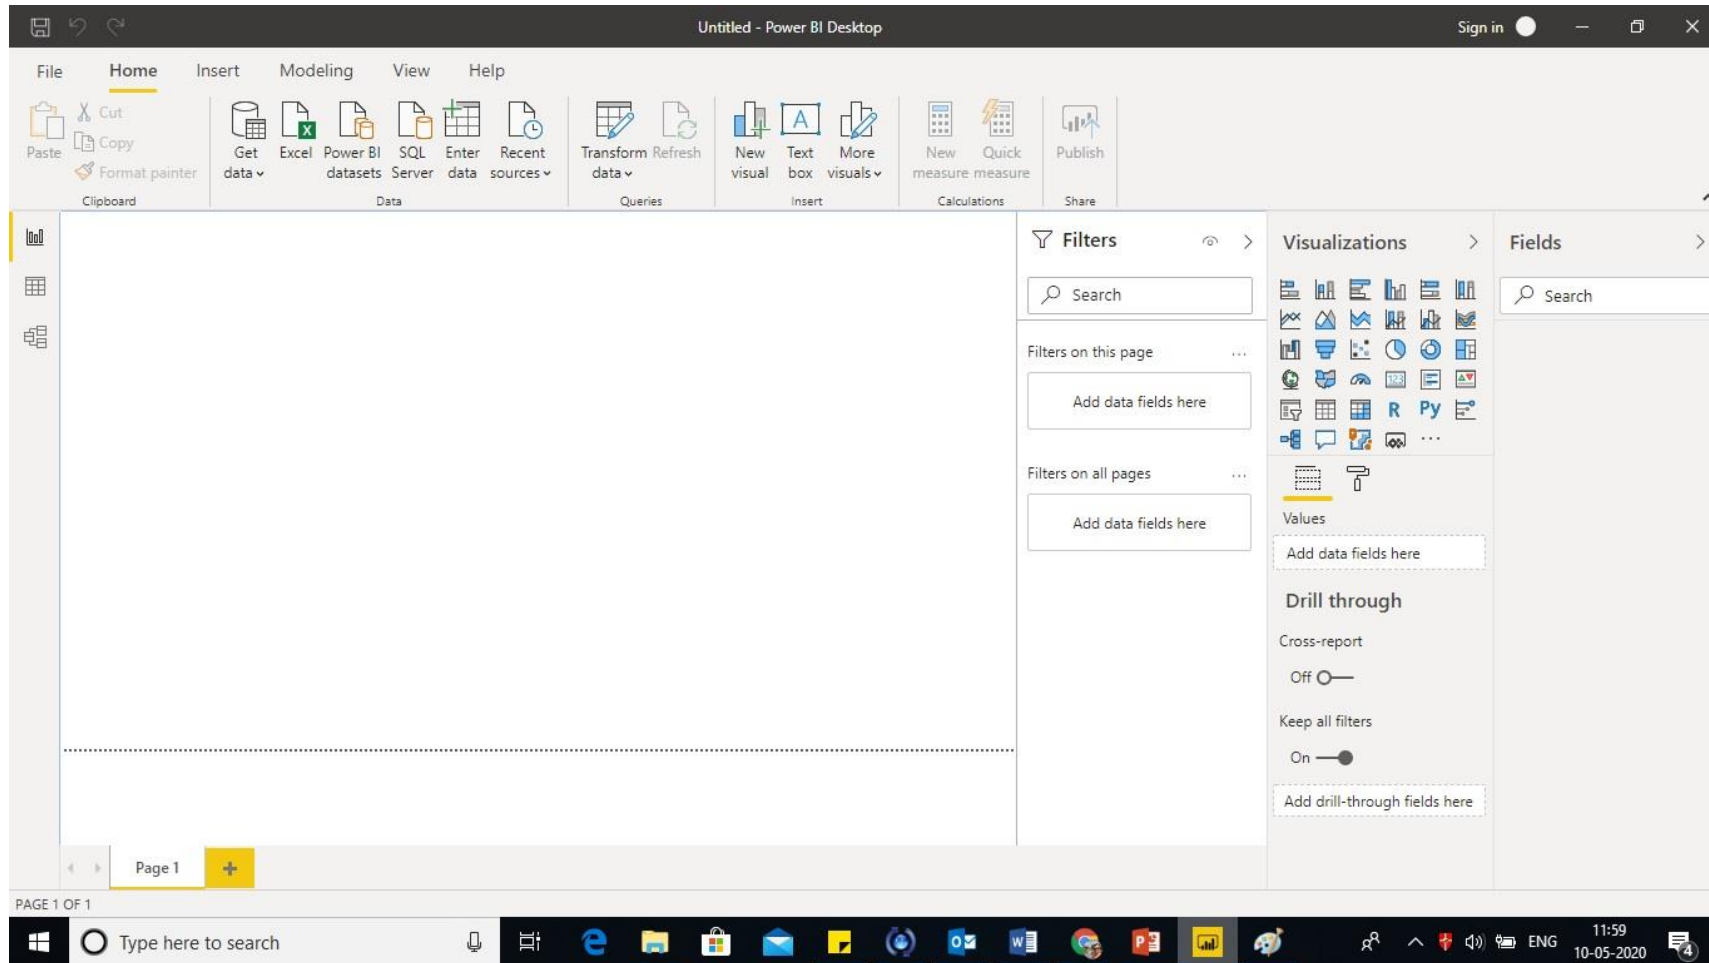 Untitled - Power BI Desktop
Sign in
File Home Insert Modeling View Help
Paste
Cut
Copy
Format painter
Clipboard
Get data
Excel
Power BI datasets
SQL Server
Enter data
Recent sources
Data
Transform data
Refresh
Queries
New visual
Text box
More visuals
Insert
New measure
Quick measure
Calculations
Publish
Share
Filters
Search
Filters on this page
Add data fields here
Filters on all pages
Add data fields here
Visualizations
123
R Py
Values
Add data fields here
Drill through
Cross-report
Off
Keep all filters
On
Add drill-through fields here
Fields
Search
Page 1
PAGE 1 OF 1
Type here to search
ENG
11:59
10-05-2020
4